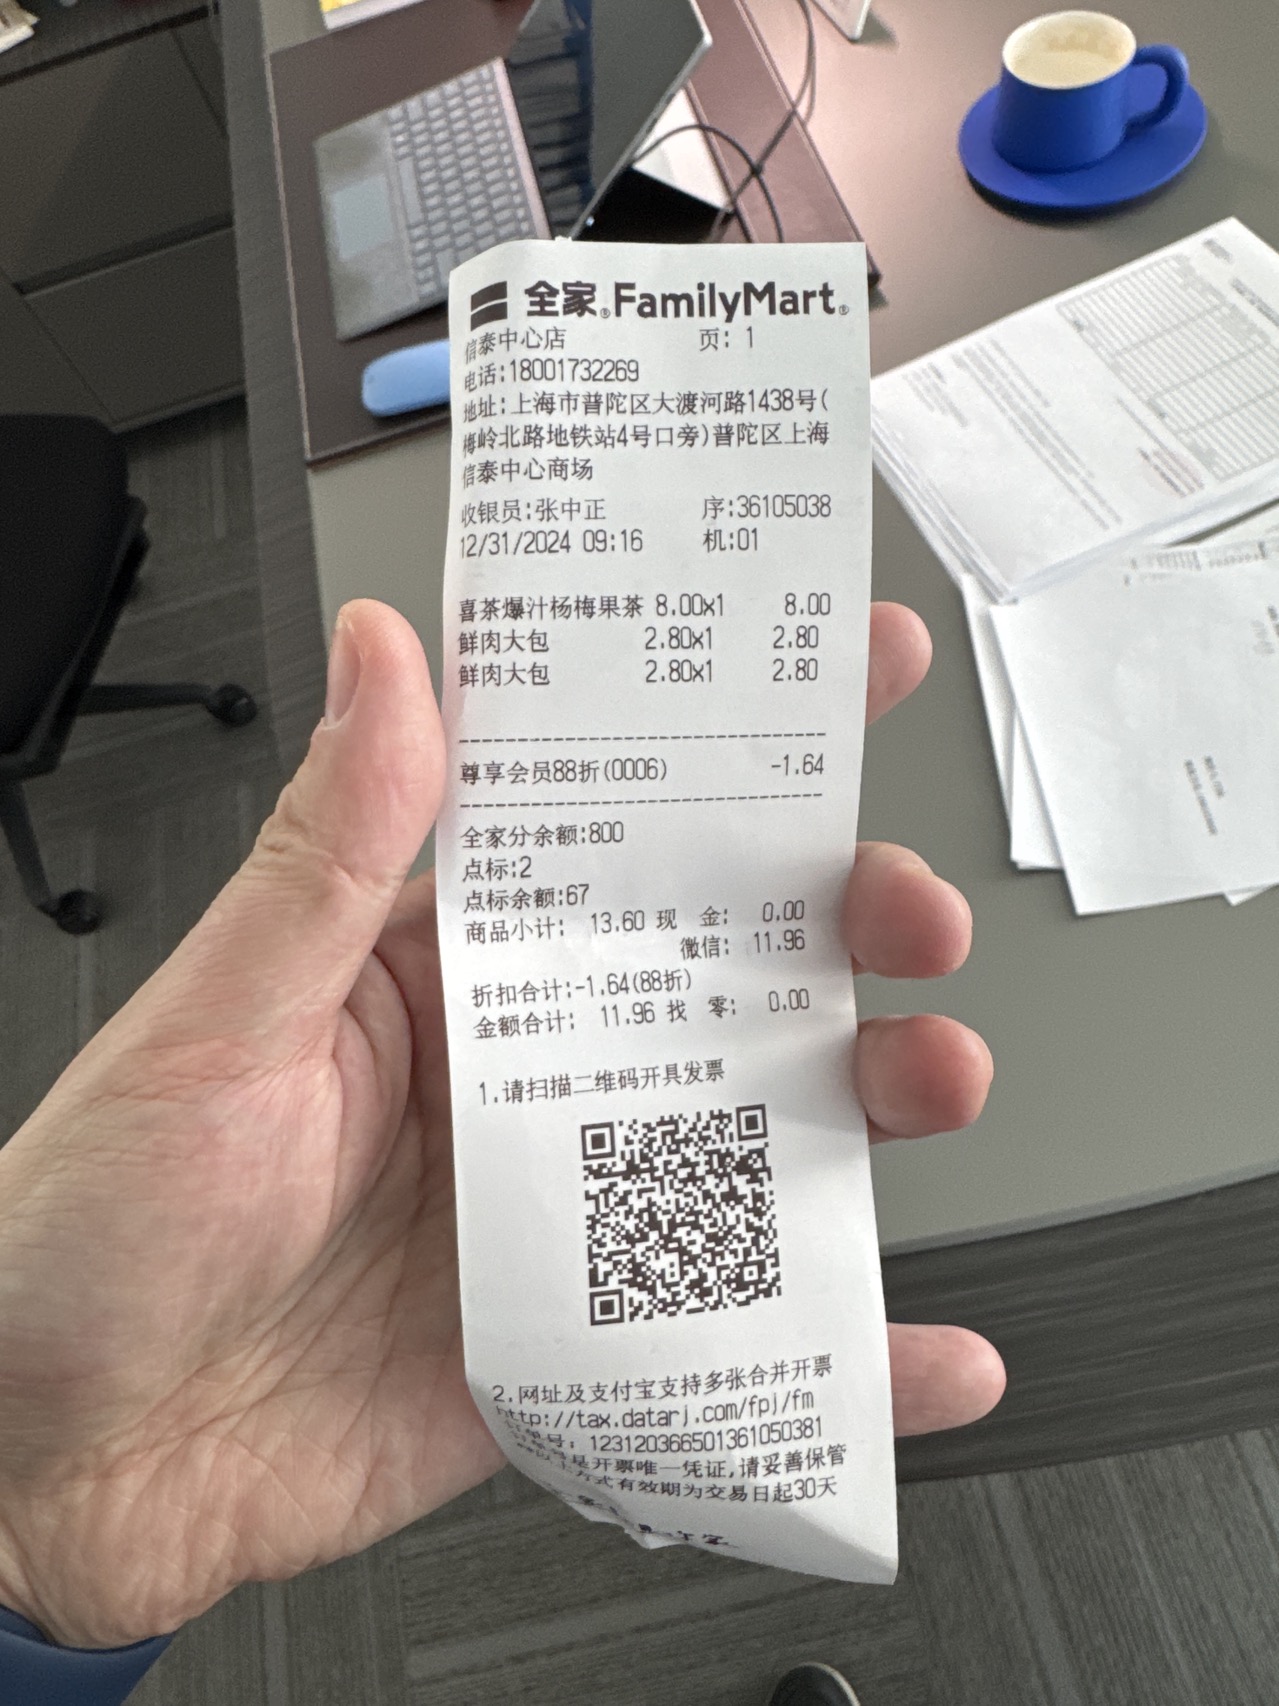 全家®FamilyMart®
信泰中心店 页: 1
电话:18001732269
地址:上海市普陀区大渡河路1438号(
梅岭北路地铁站4号口旁)普陀区上海
信泰中心商场
收银员:张中正 序:36105038
12/31/2024 09:16 机:01
喜茶爆汁杨梅果茶 8.00x1 8.00
鲜肉大包 2.80x1 2.80
鲜肉大包 2.80x1 2.80
--------------------------------
尊享会员88折(0006) -1.64
--------------------------------
全家分余额:800
点标:2
点标余额:67
商品小计: 13.60 现 金: 0.00
微信: 11.96
折扣合计:-1.64(88折)
金额合计: 11.96 找 零: 0.00
1.请扫描二维码开具发票
2.网址及支付宝支持多张合并开票
http://tax.datarj.com/fpj/fm
订单号: 123120366501361050381
是开票唯一凭证,请妥善保管
方式有效期为交易日起30天